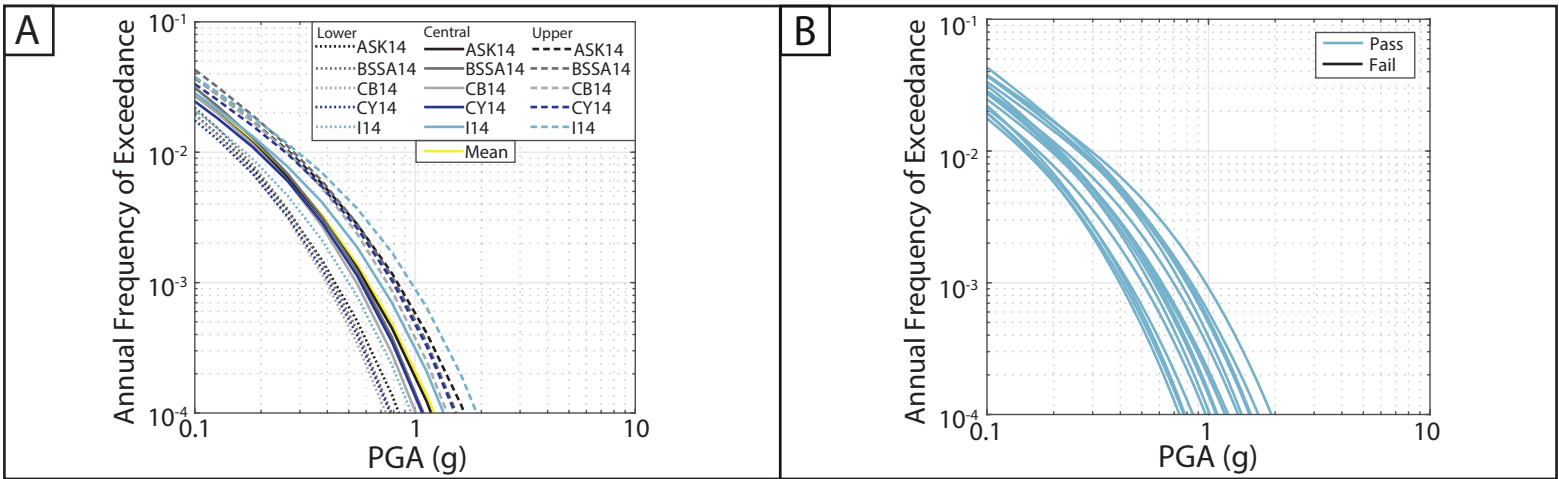 A
Annual Frequency of Exceedance
10-1
10-2
10-3
10-4
0.1
1
10
PGA (g)
Lower Central Upper
ASK14 ASK14 ASK14
BSSA14 BSSA14 BSSA14
CB14 CB14 CB14
CY14 CY14 CY14
I14 I14 I14
Mean
B
Annual Frequency of Exceedance
10-1
10-2
10-3
10-4
0.1
1
10
PGA (g)
Pass
Fail